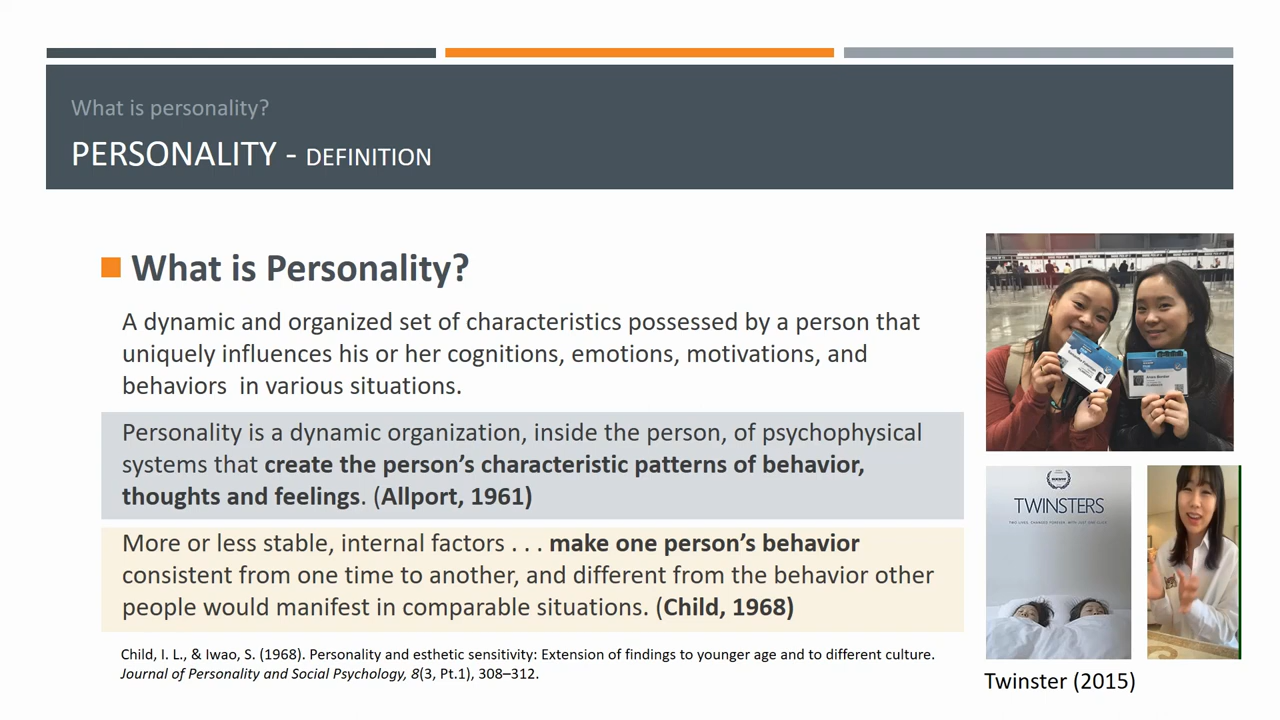 What is personality?
PERSONALITY - DEFINITION
What is Personality?
A dynamic and organized set of characteristics possessed by a person that
uniquely influences his or her cognitions, emotions, motivations, and
behaviors  in various situations.
Personality is a dynamic organization, inside the person, of psychophysical
systems that create the person’s characteristic patterns of behavior,
thoughts and feelings. (Allport, 1961)
More or less stable, internal factors . . . make one person’s behavior
consistent from one time to another, and different from the behavior other
people would manifest in comparable situations. (Child, 1968)
Child, I. L., & Iwao, S. (1968). Personality and esthetic sensitivity: Extension of findings to younger age and to different culture.
Journal of Personality and Social Psychology, 8(3, Pt.1), 308–312.
TWINSTERS
Twinster (2015)